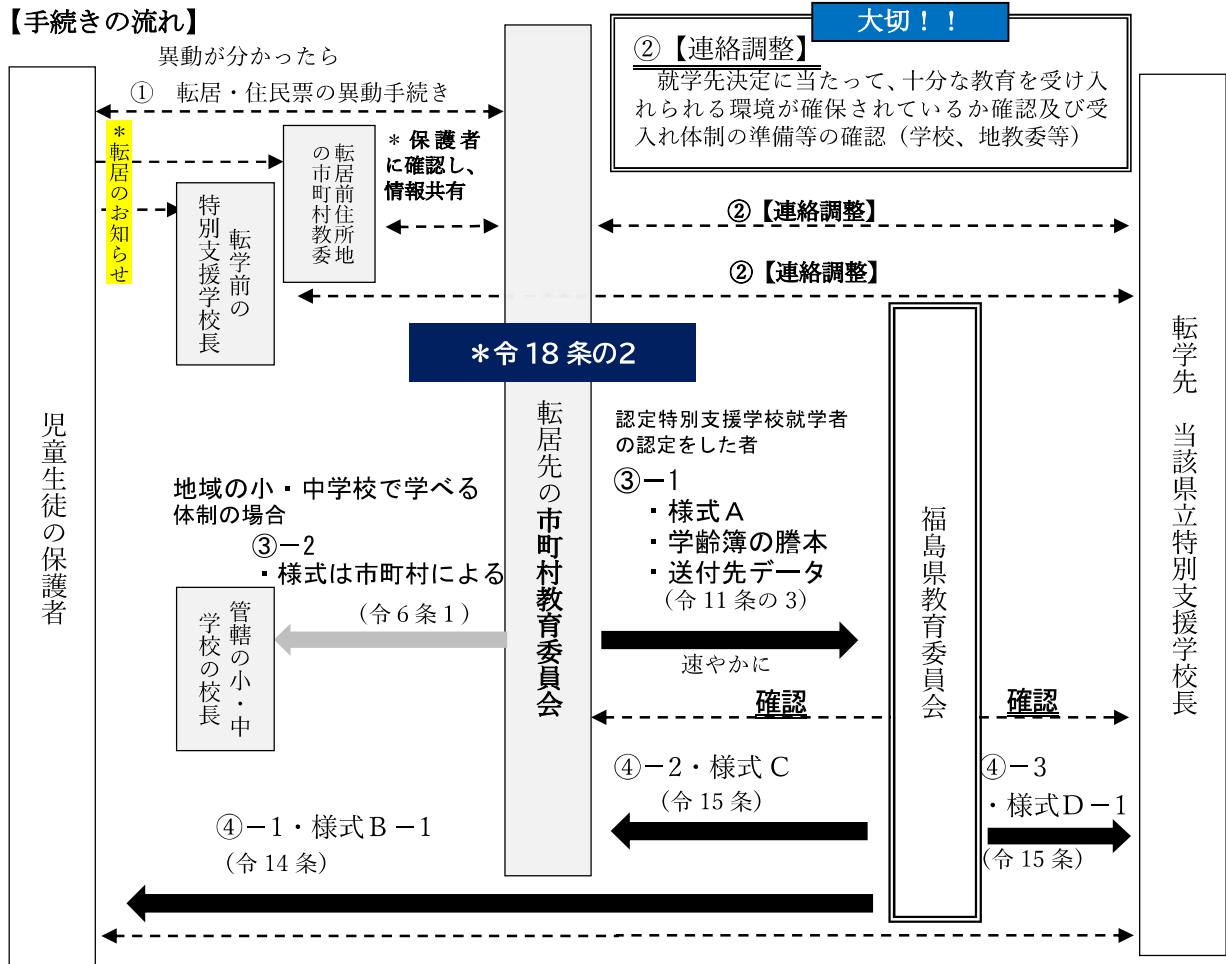 【手続きの流れ】
大切！！
②【連絡調整】
就学先決定に当たって、十分な教育を受け入
れられる環境が確保されているか確認及び受
入れ体制の準備等の確認（学校、地教委等）
異動が分かったら
① 転居・住民票の異動手続き
＊転居のお知らせ
転居前住所地
の市町村教委
＊保護者
に確認し、
情報共有
転学前の
特別支援学校長
②【連絡調整】
②【連絡調整】
＊令18条の2
児童生徒の保護者
転居先の市町村教育委員会
福島県教育委員会
転学先　当該県立特別支援学校長
認定特別支援学校就学者
の認定をした者
③－1
・様式A
・学齢簿の謄本
・送付先データ
（令11条の3）
速やかに
地域の小・中学校で学べる
体制の場合
③－2
・様式は市町村による
（令6条1）
管轄の小・中
学校の校長
確認
確認
④－2・様式C
（令15条）
④－3
・様式D－1
（令15条）
④－1・様式B－1
（令14条）